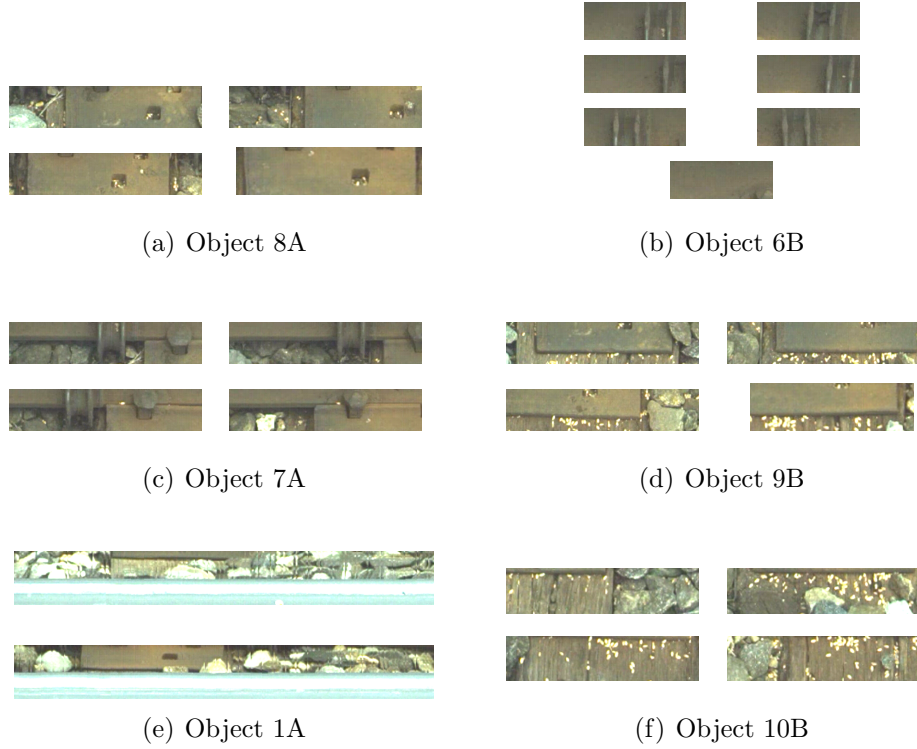 (a) Object 8A
(b) Object 6B
(c) Object 7A
(d) Object 9B
(e) Object 1A
(f) Object 10B